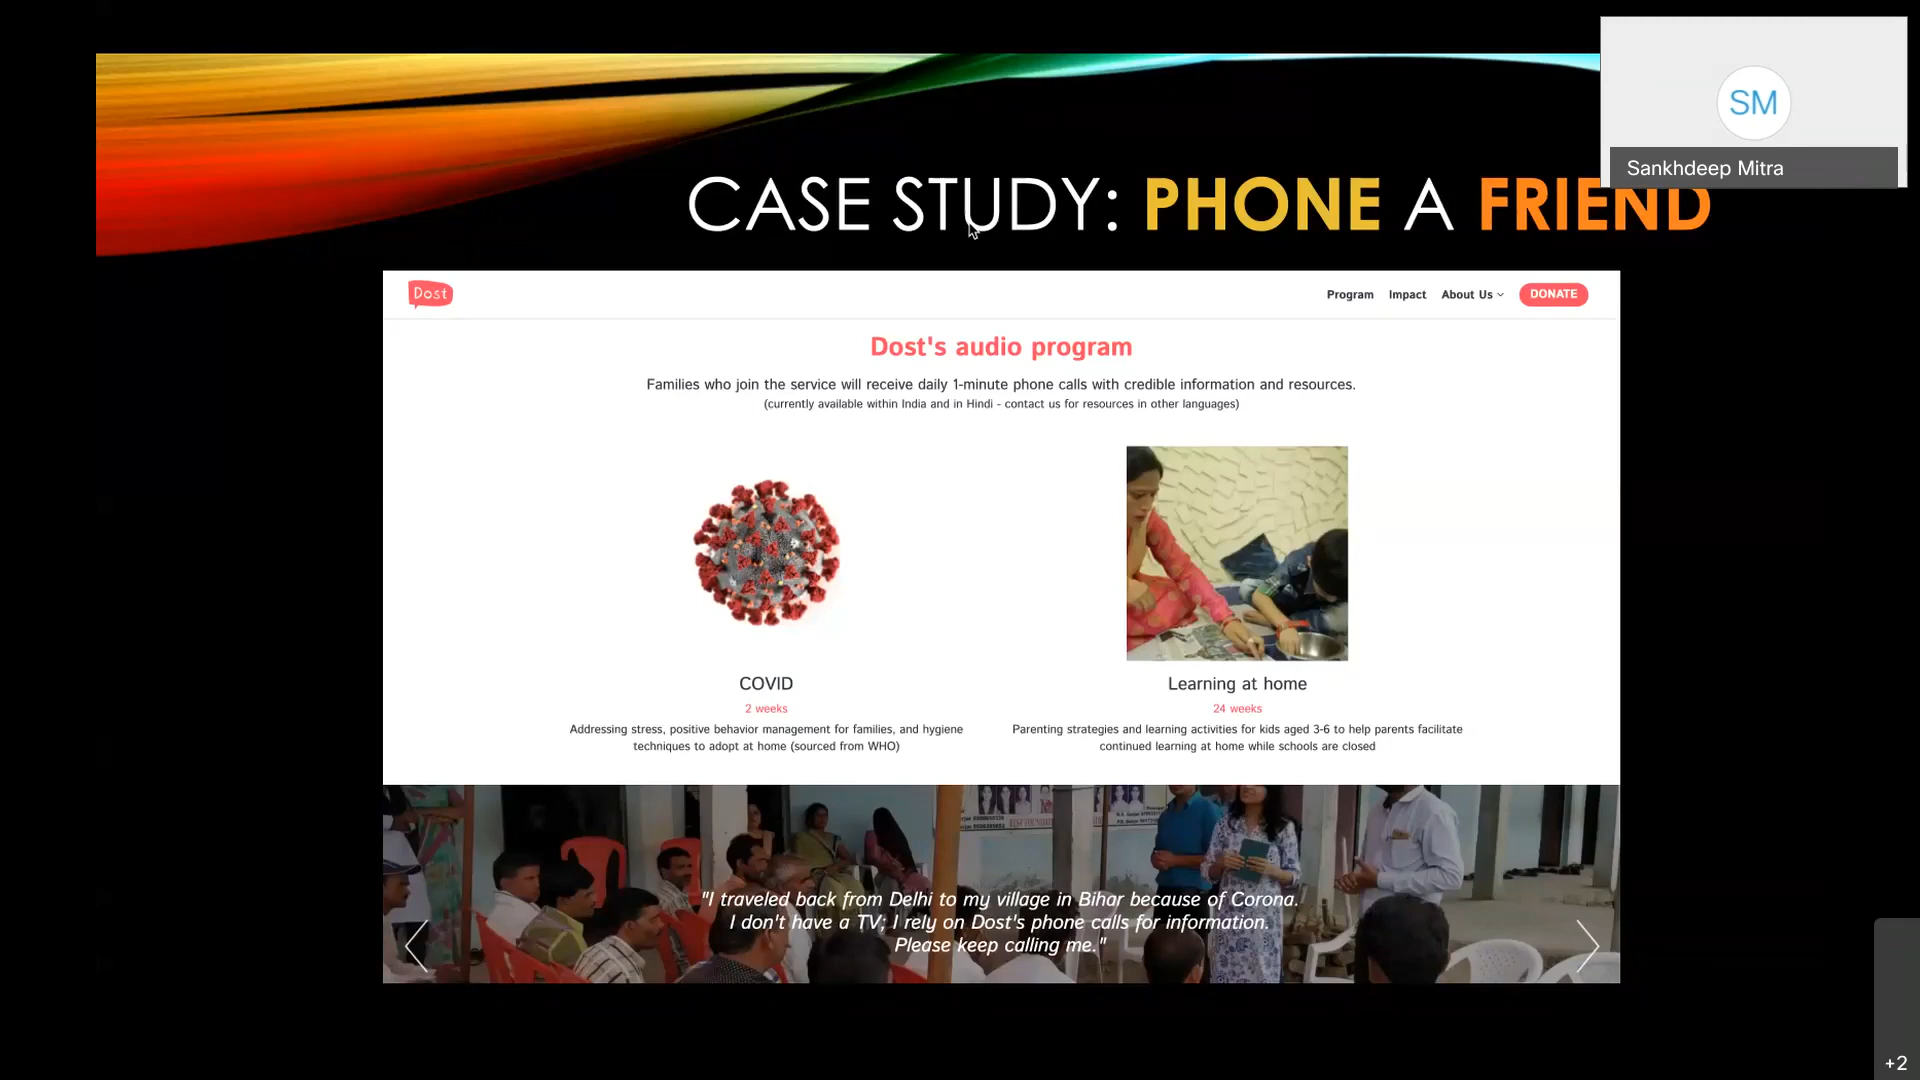 SM
Sankhdeep Mitra
CASE STUDY: PHONE A FRIEND
Dost
Program Impact About Us DONATE
Dost's audio program
Families who join the service will receive daily 1-minute phone calls with credible information and resources.
(currently available within India and in Hindi - contact us for resources in other languages)
COVID
2 weeks
Addressing stress, positive behavior management for families, and hygiene
techniques to adopt at home (sourced from WHO)
Learning at home
24 weeks
Parenting strategies and learning activities for kids aged 3-6 to help parents facilitate
continued learning at home while schools are closed
"I traveled back from Delhi to my village in Bihar because of Corona.
I don't have a TV; I rely on Dost's phone calls for information.
Please keep calling me."
+2